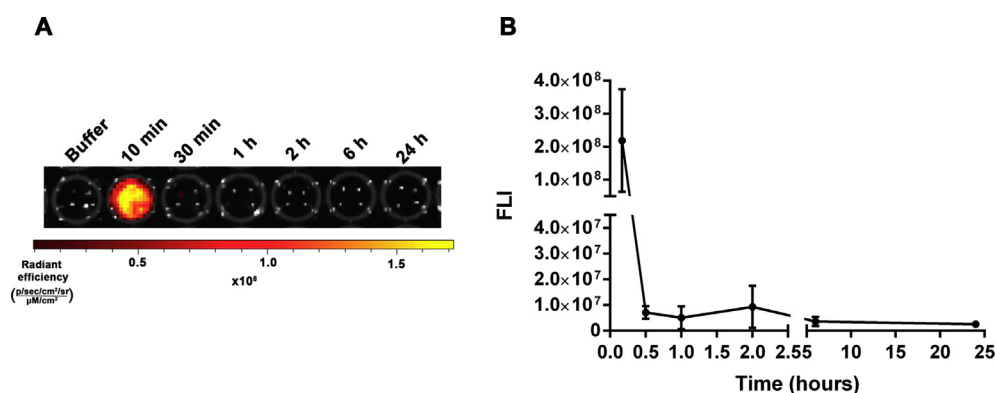 A
Buffer 10 min 30 min 1 h 2 h 6 h 24 h
0.5 1.0 1.5
x10⁸
Radiant
efficiency
(p/sec/cm²/sr)
µM/cm²
B
4.0×10⁸
3.0×10⁸
2.0×10⁸
1.0×10⁸
4.0×10⁷
3.0×10⁷
2.0×10⁷
1.0×10⁷
0
FLI
0.0 0.5 1.0 1.5 2.0 2.5 5 10 15 20 25
Time (hours)